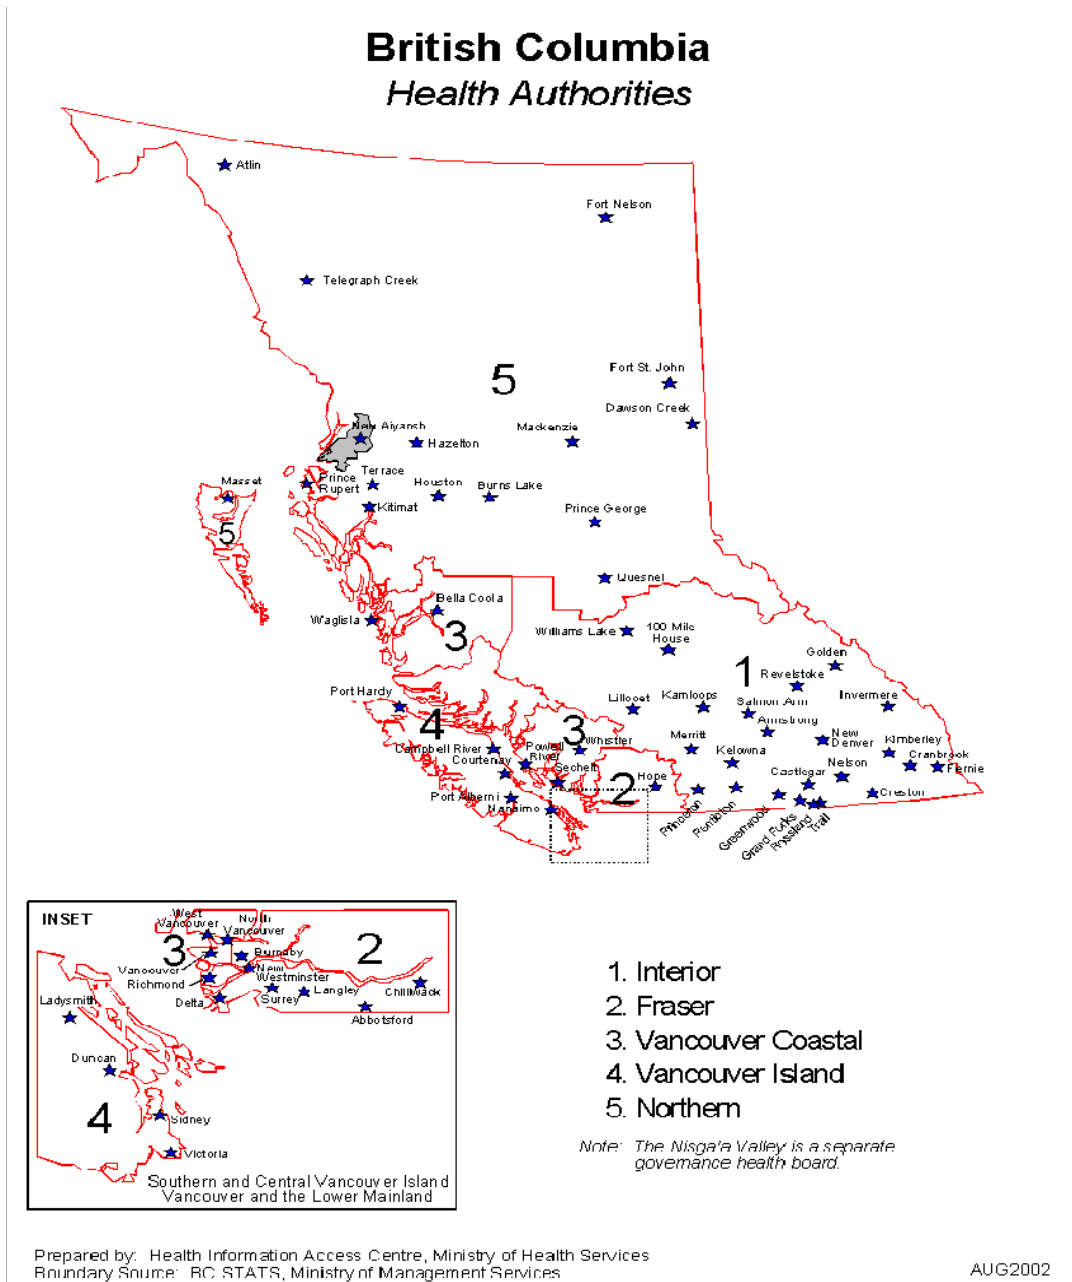 British Columbia
Health Authorities
Atlin
Fort Nelson
Telegraph Creek
Fort St. John
5
Dawson Creek
New Aiyansh
Hazelton
Mackenzie
Masset
Prince
Rupert
Terrace
Houston
Burns Lake
Kitimat
Prince George
5
Quesnel
Bella Coola
Waglisla
3
Williams Lake
100 Mile
House
Golden
1
Revelstoke
Port Hardy
Lillooet
Kamloops
Salmon Arm
Invermere
4
3
Armstrong
Whistler
Merritt
New
Denver
Kimberley
Campbell River
Powell
River
Kelowna
Cranbrook
Courtenay
Sechelt
Nelson
Fernie
Castlegar
2
Hope
Port Alberni
Nanaimo
Creston
Princeton
Penticton
Greenwood
Grand Forks
Rossland
Trail
INSET
West
Vancouver
North
Vancouver
3
2
Burnaby
Vancouver
New
Westminster
Richmond
Langley
Chilliwack
Delta
Surrey
Abbotsford
Ladysmith
Duncan
4
Sidney
Victoria
Southern and Central Vancouver Island
Vancouver and the Lower Mainland
1. Interior
2. Fraser
3. Vancouver Coastal
4. Vancouver Island
5. Northern
Note: The Nisga'a Valley is a separate
governance health board.
Prepared by: Health Information Access Centre, Ministry of Health Services
Boundary Source: BC STATS, Ministry of Management Services
AUG2002